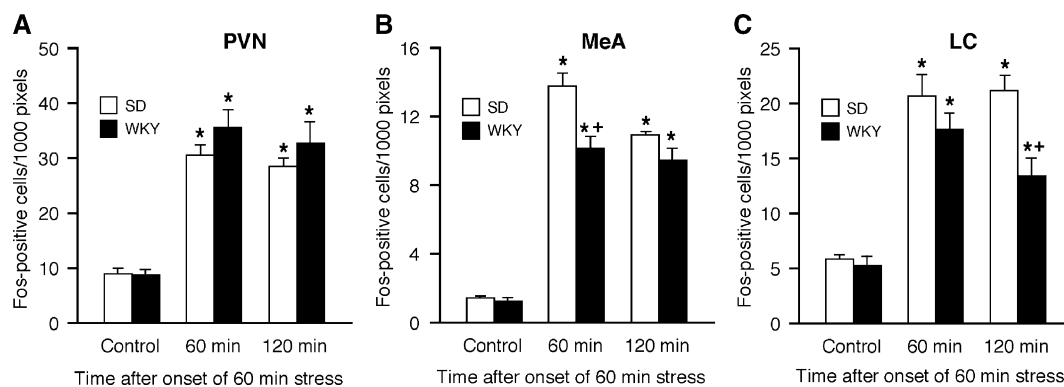 A
PVN
Fos-positive cells/1000 pixels
50
40
30
20
10
0
SD
WKY
*
*
*
*
Control
60 min
120 min
Time after onset of 60 min stress
B
MeA
Fos-positive cells/1000 pixels
16
12
8
4
0
SD
WKY
*
*+
*
*
Control
60 min
120 min
Time after onset of 60 min stress
C
LC
Fos-positive cells/1000 pixels
25
20
15
10
5
0
SD
WKY
*
*
*
*+
Control
60 min
120 min
Time after onset of 60 min stress